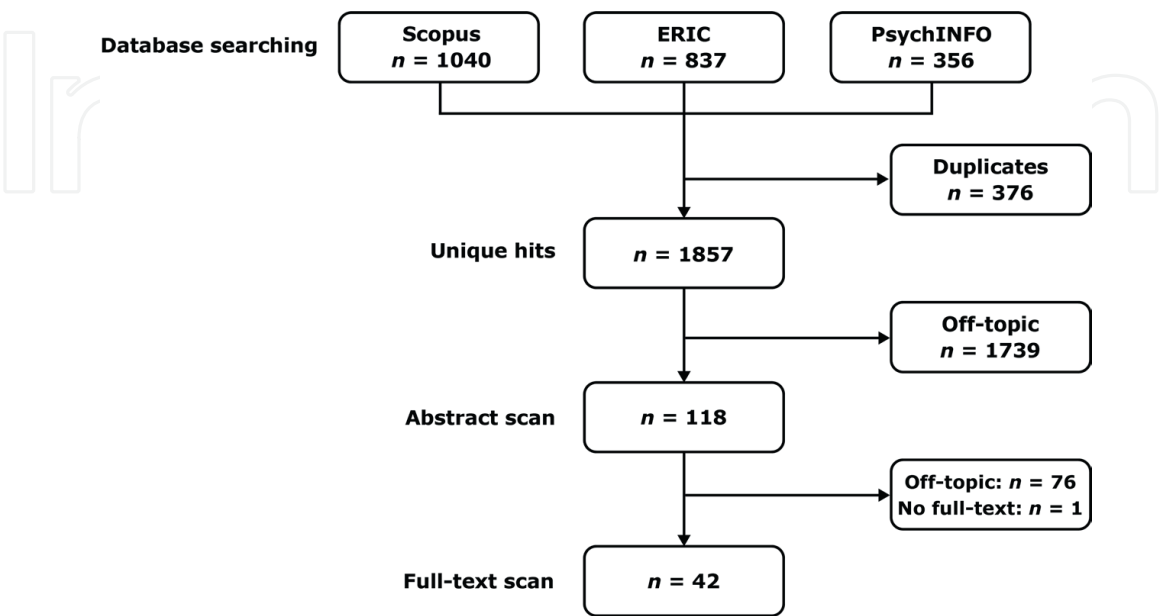 Database searching
Scopus
n = 1040
ERIC
n = 837
PsychINFO
n = 356
Duplicates
n = 376
Unique hits
n = 1857
Off-topic
n = 1739
Abstract scan
n = 118
Off-topic: n = 76
No full-text: n = 1
Full-text scan
n = 42